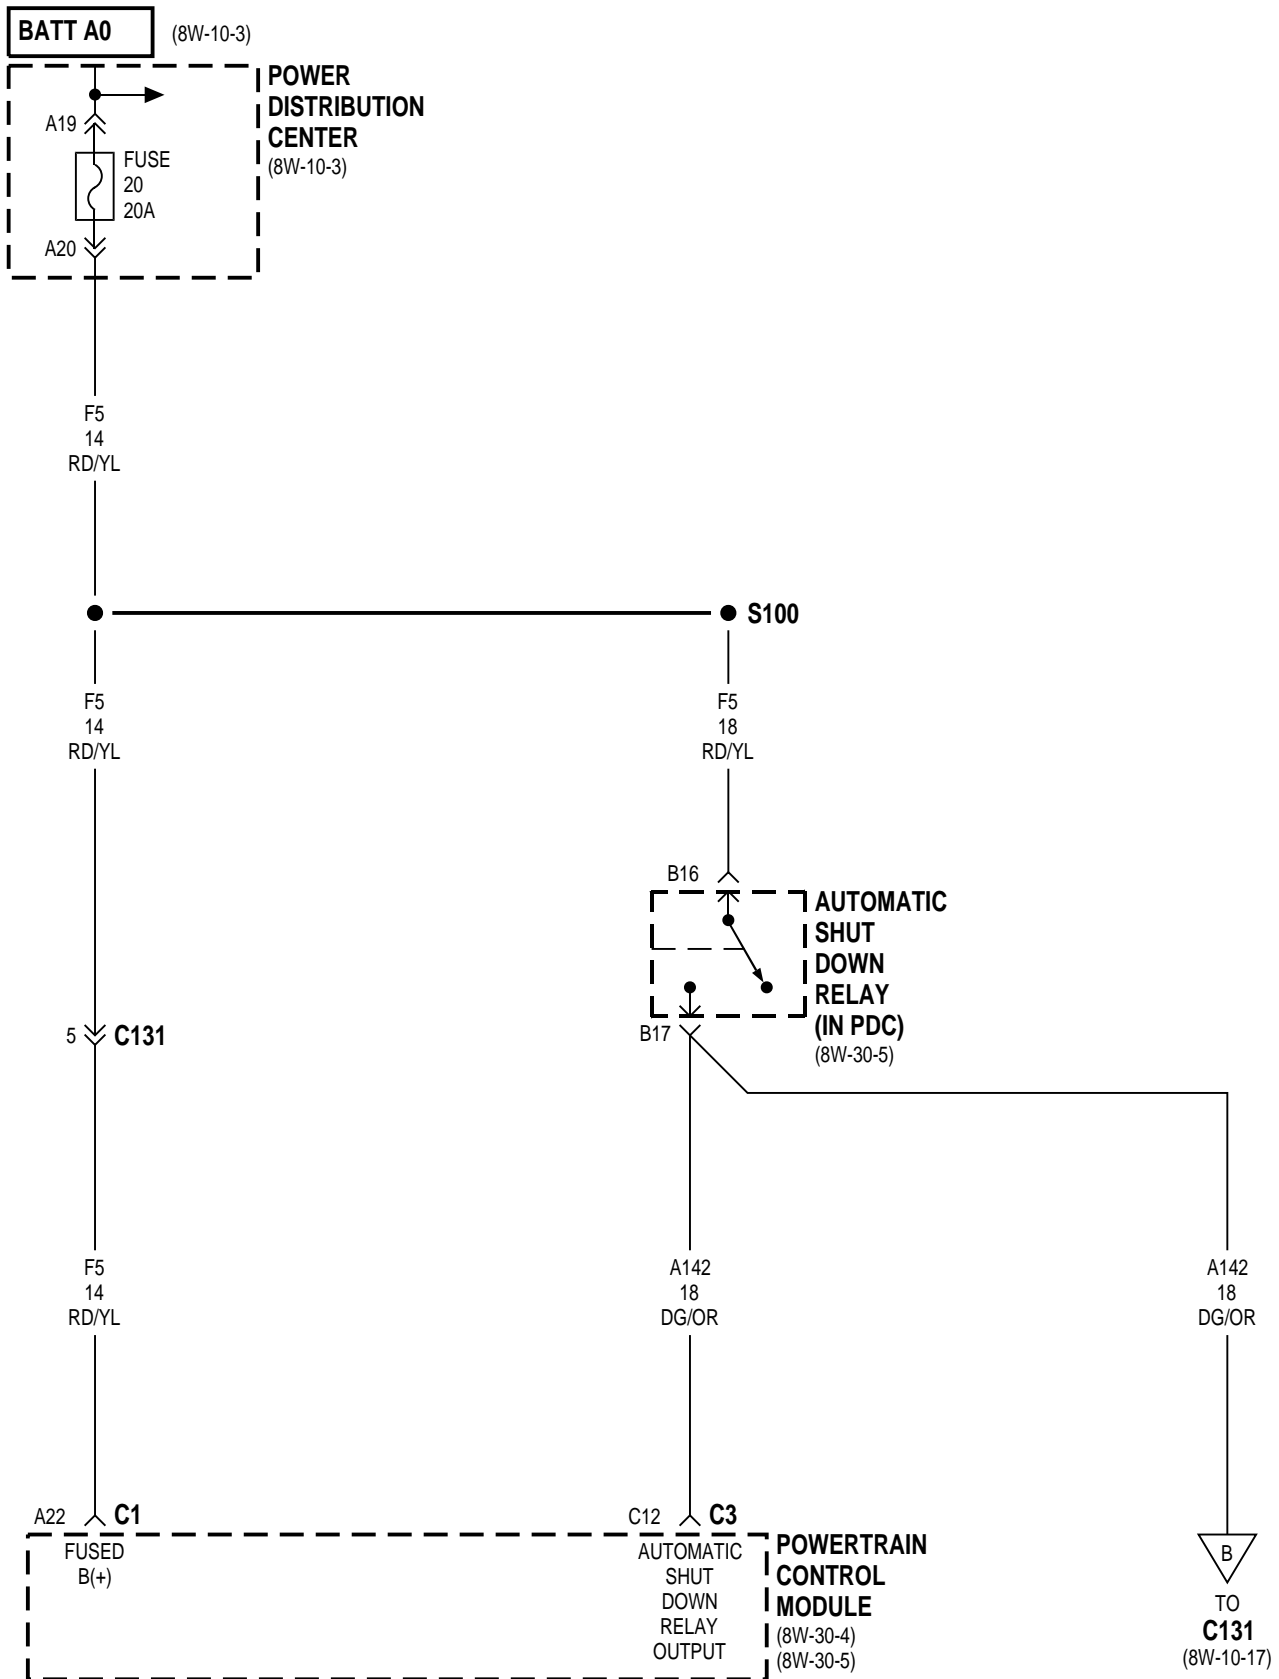 BATT A0
(8W-10-3)
POWER
DISTRIBUTION
CENTER
(8W-10-3)
A19
FUSE
20
20A
A20
F5
14
RD/YL
S100
F5
14
RD/YL
F5
18
RD/YL
B16
AUTOMATIC
SHUT
DOWN
RELAY
(IN PDC)
(8W-30-5)
B17
5
C131
F5
14
RD/YL
A142
18
DG/OR
A142
18
DG/OR
A22
C1
C12
C3
FUSED
B(+)
AUTOMATIC
SHUT
DOWN
RELAY
OUTPUT
POWERTRAIN
CONTROL
MODULE
(8W-30-4)
(8W-30-5)
B
TO
C131
(8W-10-17)